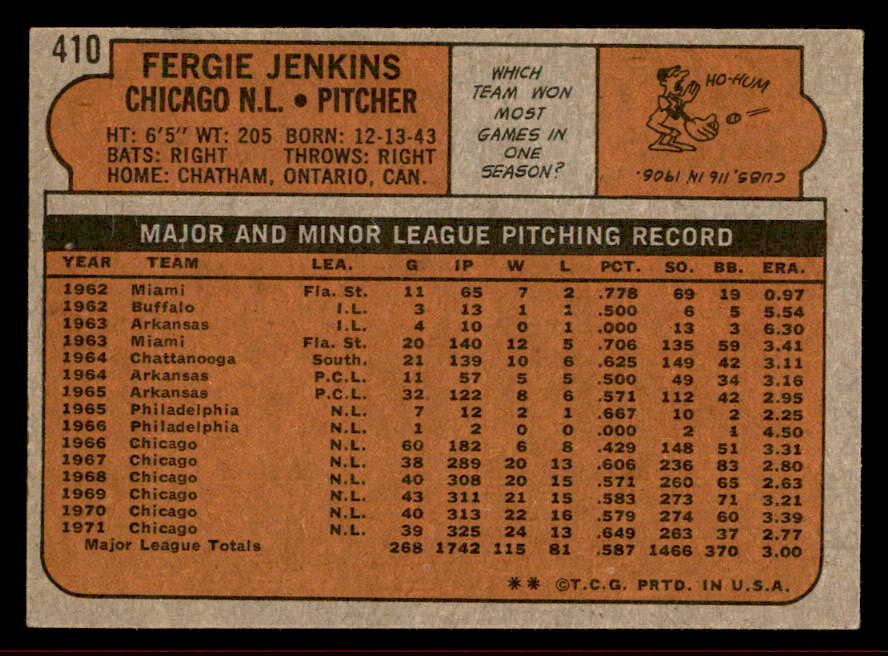 410
FERGIE JENKINS
CHICAGO N.L. • PITCHER
HT: 6'5" WT: 205 BORN: 12-13-43
BATS: RIGHT THROWS: RIGHT
HOME: CHATHAM, ONTARIO, CAN.
WHICH
TEAM WON
MOST
GAMES IN
ONE
SEASON?
HO-HUM
CUBS, 116 IN 1906.
MAJOR AND MINOR LEAGUE PITCHING RECORD
YEAR TEAM LEA. G IP W L PCT. SO. BB. ERA.
1962 Miami Fla. St. 11 65 7 2 .778 69 19 0.97
1962 Buffalo I.L. 3 13 1 1 .500 6 5 5.54
1963 Arkansas I.L. 4 10 0 1 .000 13 3 6.30
1963 Miami Fla. St. 20 140 12 5 .706 135 59 3.41
1964 Chattanooga South. 21 139 10 6 .625 149 42 3.11
1964 Arkansas P.C.L. 11 57 5 5 .500 49 34 3.16
1965 Arkansas P.C.L. 32 122 8 6 .571 112 42 2.95
1965 Philadelphia N.L. 7 12 2 1 .667 10 2 2.25
1966 Philadelphia N.L. 1 2 0 0 .000 2 1 4.50
1966 Chicago N.L. 60 182 6 8 .429 148 51 3.31
1967 Chicago N.L. 38 289 20 13 .606 236 83 2.80
1968 Chicago N.L. 40 308 20 15 .571 260 65 2.63
1969 Chicago N.L. 43 311 21 15 .583 273 71 3.21
1970 Chicago N.L. 40 313 22 16 .579 274 60 3.39
1971 Chicago N.L. 39 325 24 13 .649 263 37 2.77
Major League Totals 268 1742 115 81 .587 1466 370 3.00
** ©T.C.G. PRTD. IN U.S.A.